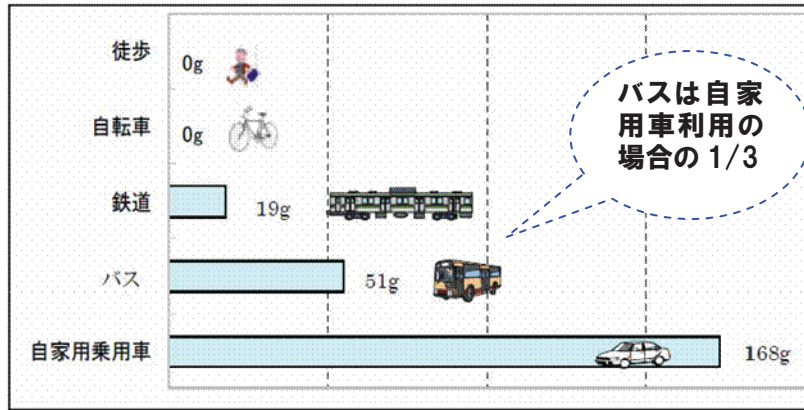 徒歩 0g
自転車 0g
鉄道 19g
バス 51g
自家用乗用車 168g
バスは自家
用車利用の
場合の 1/3